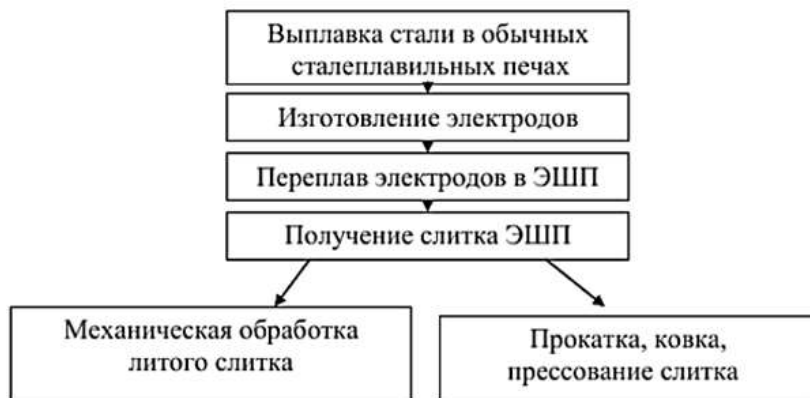 Выплавка стали в обычных
сталеплавильных печах
Изготовление электродов
Переплав электродов в ЭШП
Получение слитка ЭШП
Механическая обработка
литого слитка
Прокатка, ковка,
прессование слитка